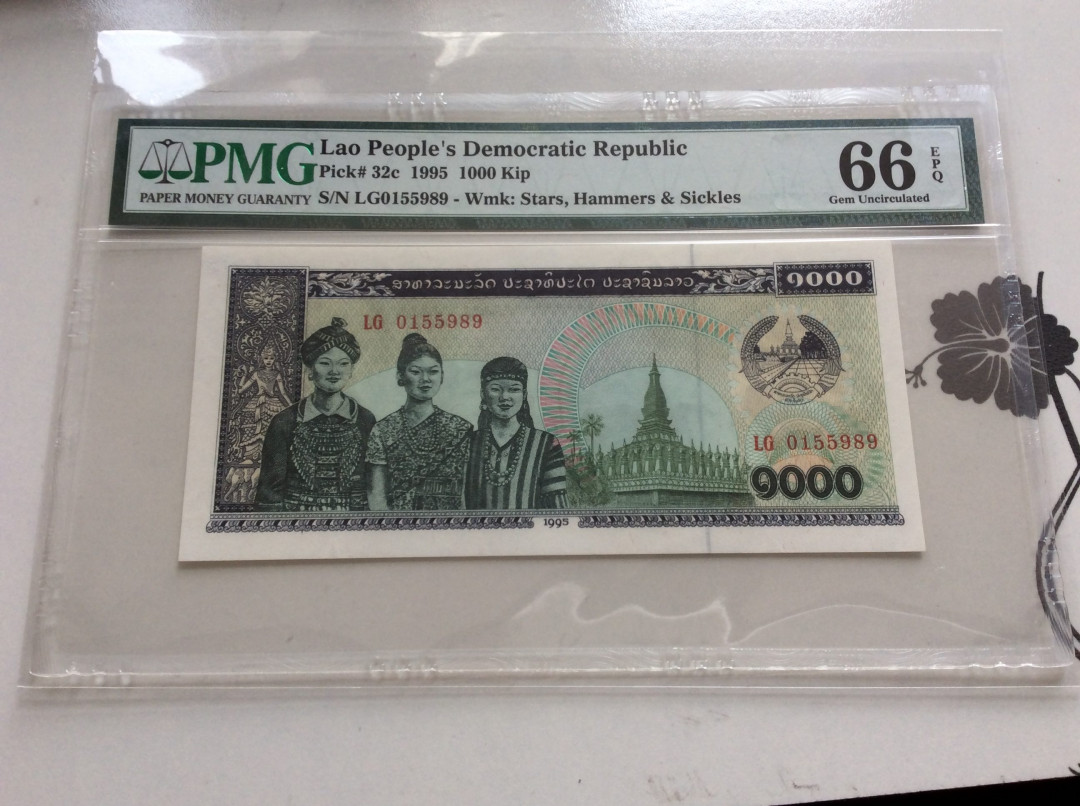 PMG
PAPER MONEY GUARANTY
Lao People's Democratic Republic
Pick# 32c 1995 1000 Kip
S/N LG0155989 - Wmk: Stars, Hammers & Sickles
66 EPQ
Gem Uncirculated
ສາທາລະນະລັດ ປະຊາທິປະໄຕ ປະຊາຊົນລາວ
໑໐໐໐
LG 0155989
LG 0155989
໑໐໐໐
1995